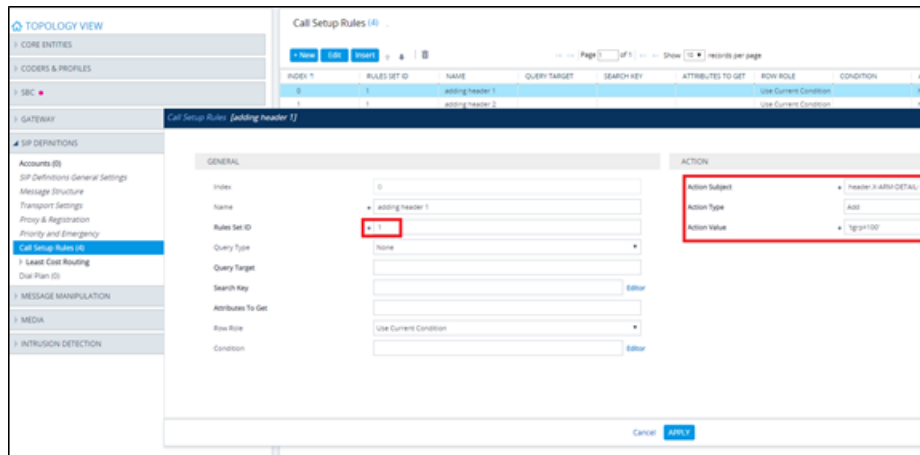 TOPOLOGY VIEW
CORE ENTITIES
CODERS & PROFILES
SBC
GATEWAY
SIP DEFINITIONS
Accounts (0)
SIP Definitions General Settings
Message Structure
Transport Settings
Proxy & Registration
Priority and Emergency
Call Setup Rules (4)
Least Cost Routing
Dial Plan (0)
MESSAGE MANIPULATION
MEDIA
INTRUSION DETECTION
Call Setup Rules (4)
+ New Edit Insert Page 1 of 1 Show 10 records per page
INDEX RULES SET ID NAME QUERY TARGET SEARCH KEY ATTRIBUTES TO GET ROW ROLE CONDITION
0 1 adding header 1 Use Current Condition
1 1 adding header 2 Use Current Condition
Call Setup Rules [adding header 1]
GENERAL
Index 0
Name adding header 1
Rules Set ID 1
Query Type None
Query Target
Search Key Editor
Attributes To Get
Row Role Use Current Condition
Condition Editor
ACTION
Action Subject header.X-ARM-DETAIL-
Action Type Add
Action Value 'tgrp=100'
Cancel APPLY